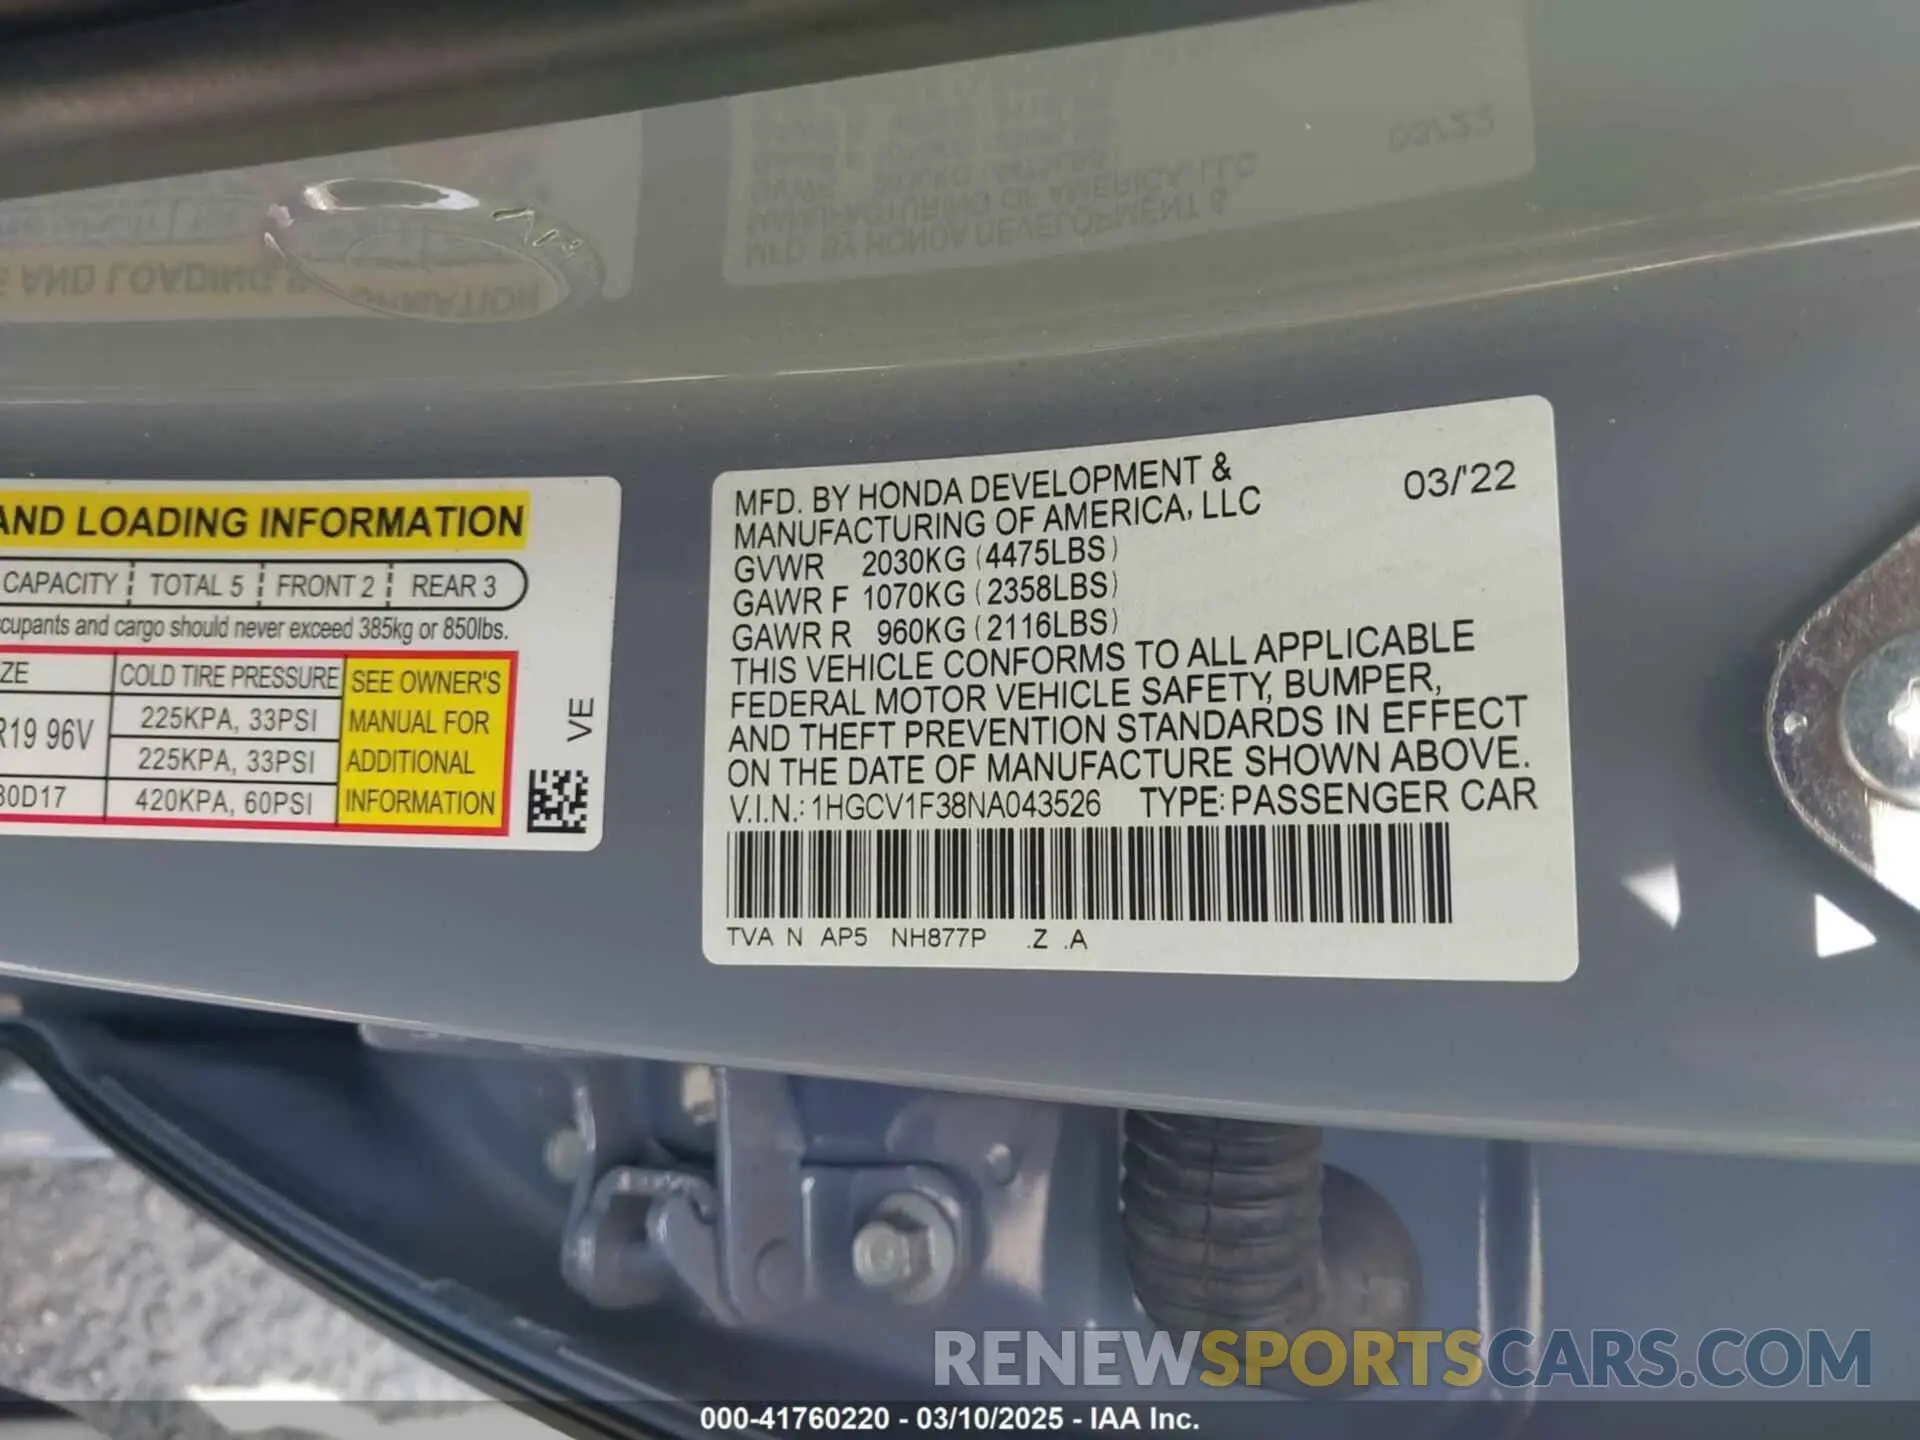 AND LOADING INFORMATION
CAPACITY TOTAL 5 FRONT 2 REAR 3
ccupants and cargo should never exceed 385kg or 850lbs.
ZE COLD TIRE PRESSURE SEE OWNER'S
R19 96V 225KPA, 33PSI MANUAL FOR
225KPA, 33PSI ADDITIONAL
80D17 420KPA, 60PSI INFORMATION
VE
MFD. BY HONDA DEVELOPMENT & 03/'22
MANUFACTURING OF AMERICA, LLC
GVWR 2030KG (4475LBS)
GAWR F 1070KG (2358LBS)
GAWR R 960KG (2116LBS)
THIS VEHICLE CONFORMS TO ALL APPLICABLE
FEDERAL MOTOR VEHICLE SAFETY, BUMPER,
AND THEFT PREVENTION STANDARDS IN EFFECT
ON THE DATE OF MANUFACTURE SHOWN ABOVE.
V.I.N.: 1HGCV1F38NA043526 TYPE: PASSENGER CAR
TVA N AP5 NH877P .Z .A
RENEWSPORTSCARS.COM
000-41760220 - 03/10/2025 - IAA Inc.